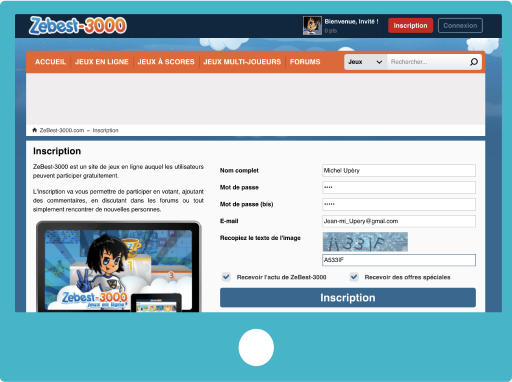 Zebest-3000
Bienvenue, Invité !
0 pts
Inscription
Connexion
ACCUEIL
JEUX EN LIGNE
JEUX À SCORES
JEUX MULTI-JOUEURS
FORUMS
Jeux
Rechercher...
ZeBest-3000.com » Inscription
Inscription
ZeBest-3000 est un site de jeux en ligne auquel les utilisateurs
peuvent participer gratuitement.
L'inscription va vous permettre de participer en votant, ajoutant
des commentaires, en discutant dans les forums ou tout
simplement rencontrer de nouvelles personnes.
Zebest-3000
Jeux en ligne
Nom complet
Michel Upéry
Mot de passe
••••
Mot de passe (bis)
•••••
E-mail
Jean-mi_Upery@gmal.com
Recopiez le texte de l'image
A533IF
A533IF
Recevoir l'actu de ZeBest-3000
Recevoir des offres spéciales
Inscription